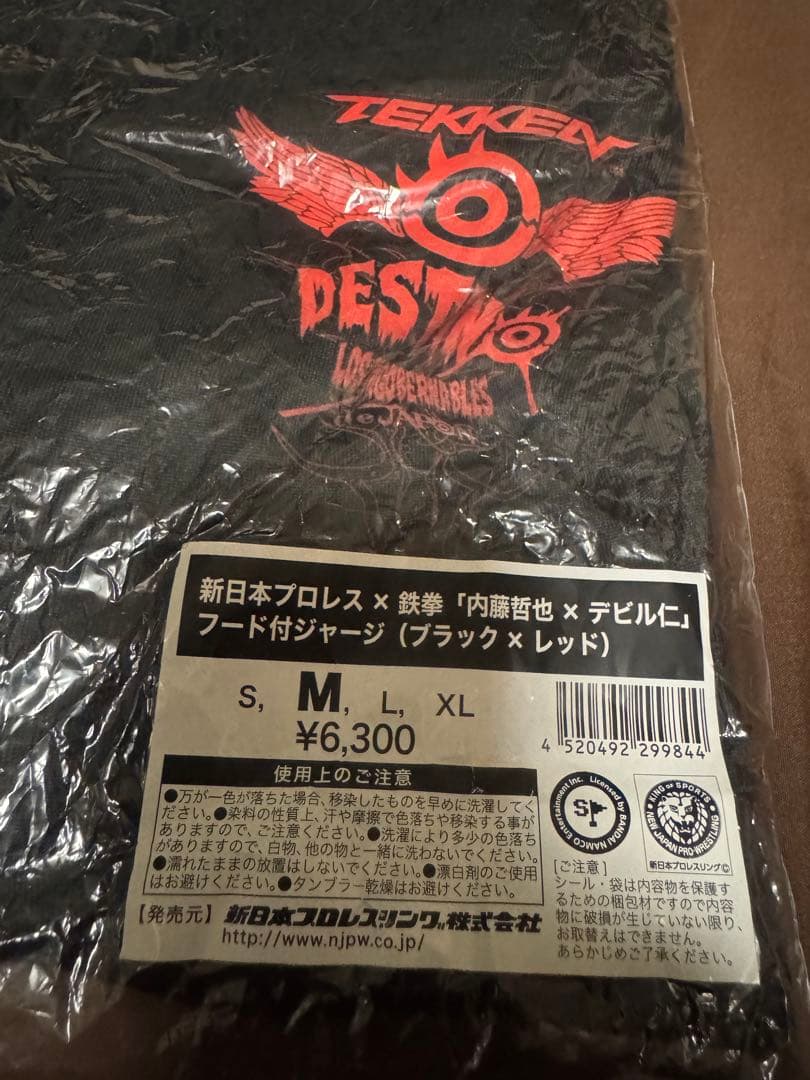 TEKKEN
DESTINO
LOS INGOBERNABLES
de JAPON
新日本プロレス × 鉄拳「内藤哲也 × デビル仁」
フード付ジャージ（ブラック × レッド）
S, M, L, XL
¥6,300
4 520492 299844
使用上のご注意
●万が一色が落ちた場合、移染したものを早めに洗濯してく
ださい。●染料の性質上、汗や摩擦で色落ちや移染する事が
ありますので、ご注意ください。●洗濯により多少の色落ち
がありますので、白物、他の物と一緒に洗わないでください。
●濡れたままの放置はしないでください。●漂白剤のご使用
はお避けください。●タンブラー乾燥はお避けください。
【発売元】新日本プロレスリング株式会社
http://www.njpw.co.jp/
Licensed by BANDAI NAMCO Entertainment Inc.
S
KING OF SPORTS
NEW JAPAN PRO-WRESTLING
新日本プロレスリング©
[ご注意]
シール・袋は内容物を保護す
るための梱包材ですので内容
物に破損が生じていない限り、
お取替えはできません。
あらかじめご了承ください。